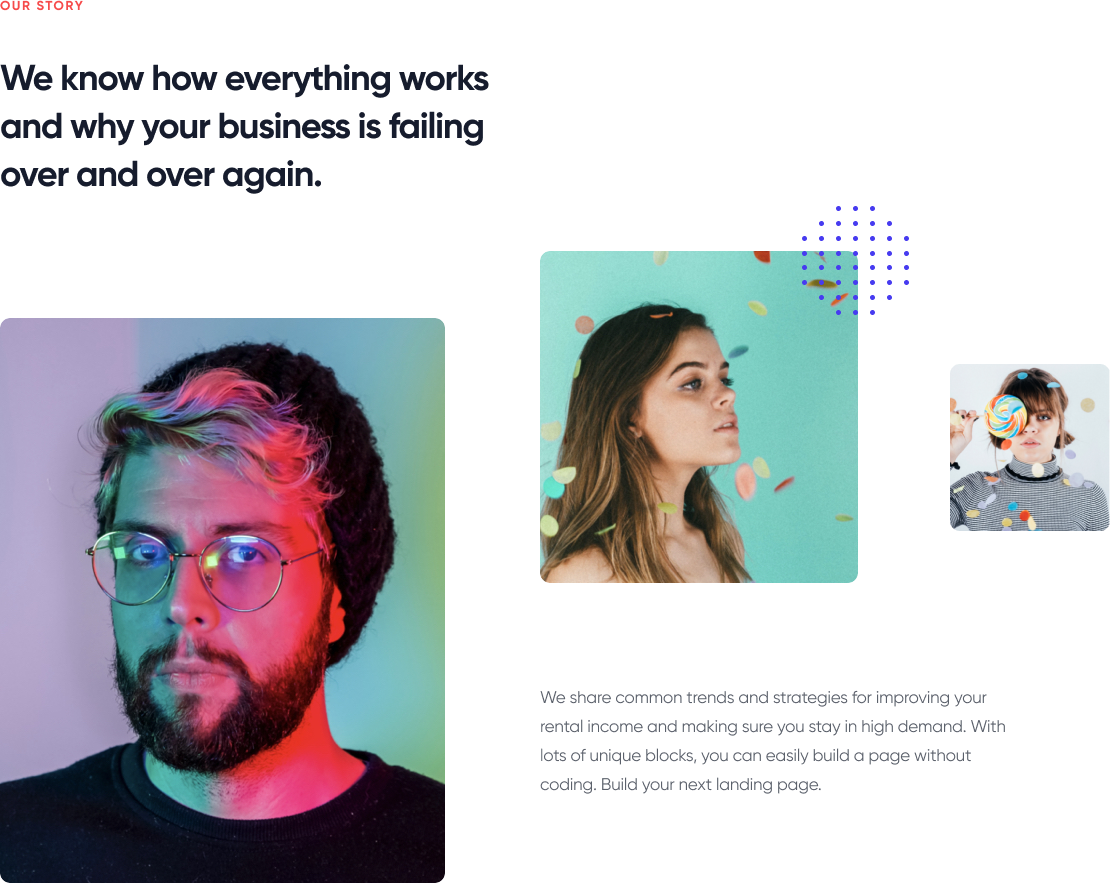 OUR STORY
We know how everything works
and why your business is failing
over and over again.
We share common trends and strategies for improving your
rental income and making sure you stay in high demand. With
lots of unique blocks, you can easily build a page without
coding. Build your next landing page.